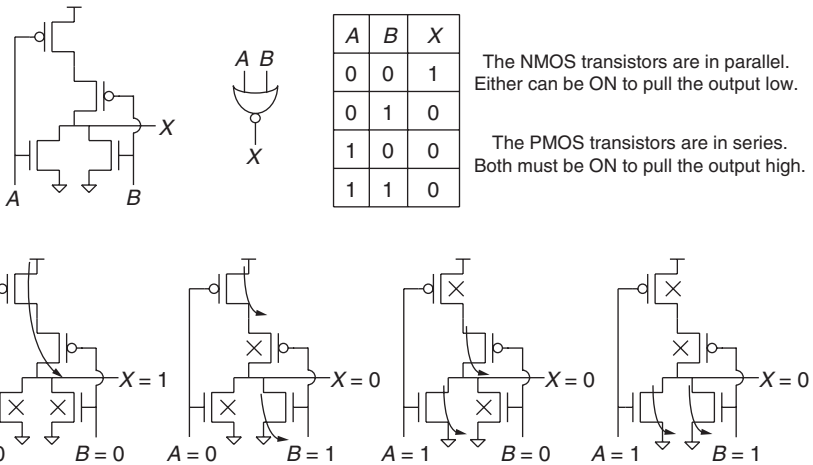 A B
A B X
0 0 1
0 1 0
1 0 0
1 1 0
The NMOS transistors are in parallel.
Either can be ON to pull the output low.
The PMOS transistors are in series.
Both must be ON to pull the output high.
X
X
A
B
X = 1
X = 0
X = 0
X = 0
0
B = 0
A = 0
B = 1
A = 1
B = 0
A = 1
B = 1